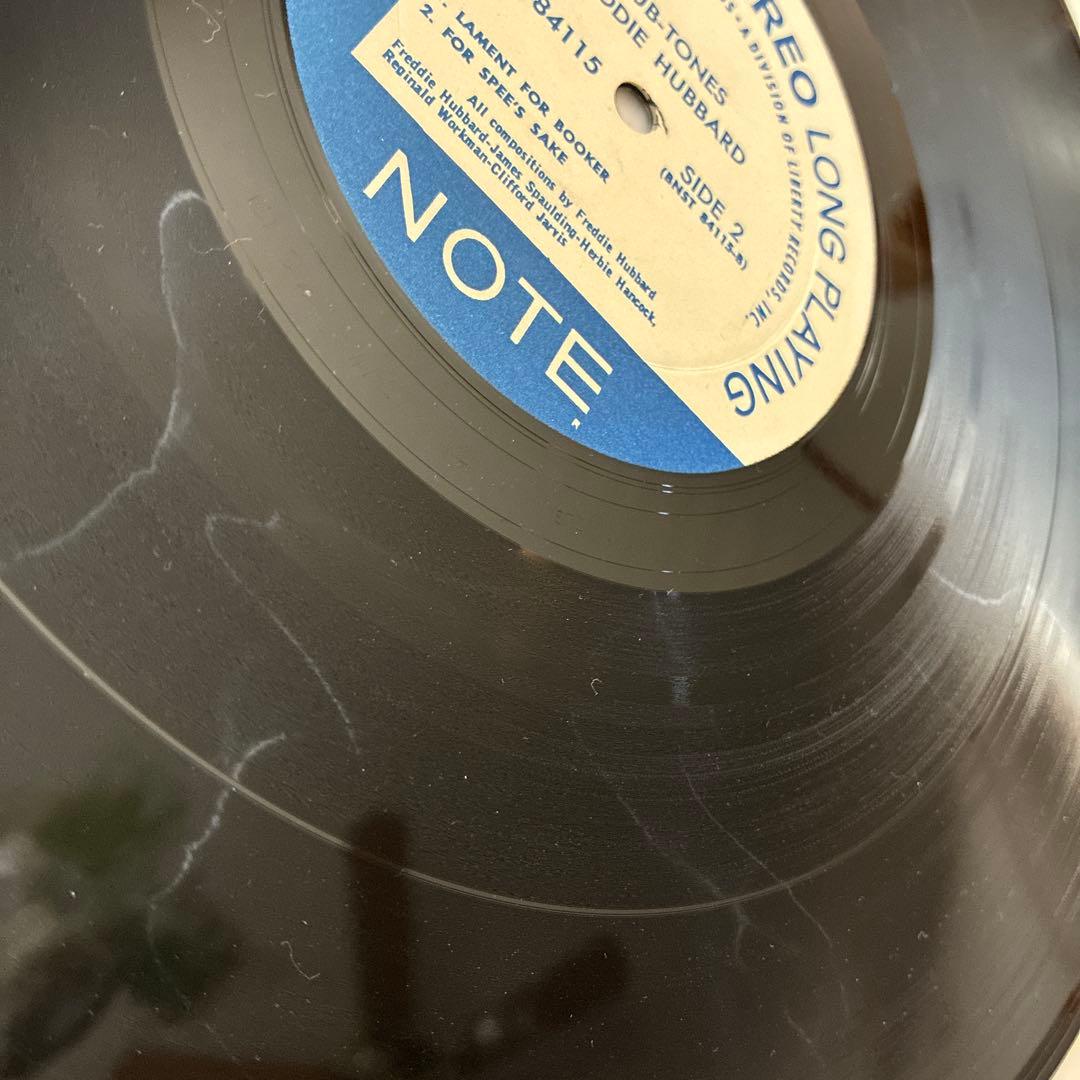 REO LONG PLAYING
A DIVISION OF LIBERTY RECORDS, INC.
UB-TONES
DDIE HUBBARD
84115
SIDE 2
(BNST 84115-B)
LAMENT FOR BOOKER
2. FOR SPEE'S SAKE
All compositions by Freddie Hubbard
Freddie Hubbard-James Spaulding-Herbie Hancock,
Reginald Workman-Clifford Jarvis
NOTE